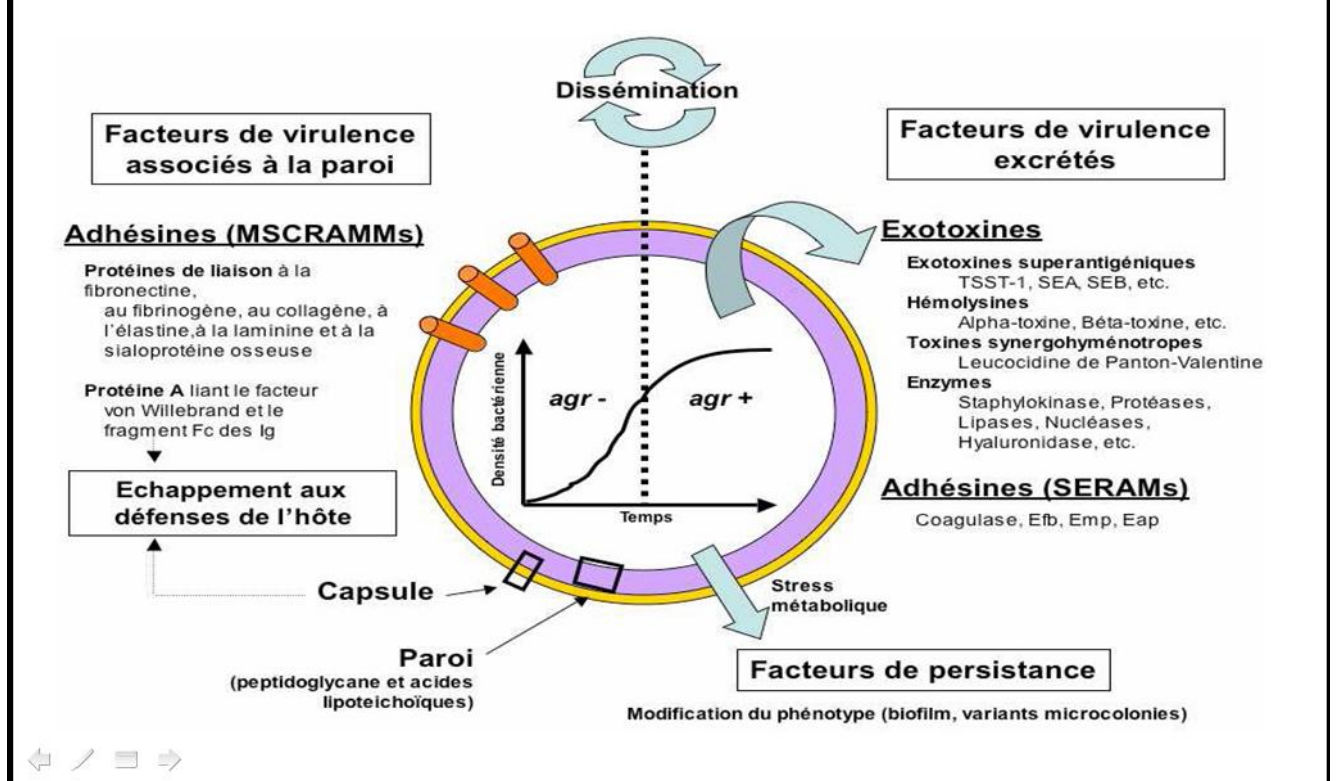 Dissémination
Facteurs de virulence
associés à la paroi
Facteurs de virulence
excrétés
Adhésines (MSCRAMMs)
Protéines de liaison à la
fibronectine,
au fibrinogène, au collagène, à
l´élastine,à la laminine et à la
sialoprotéine osseuse
Protéine A liant le facteur
von Willebrand et le
fragment Fc des Ig
Echappement aux
défenses de l'hôte
Capsule
Paroi
(peptidoglycane et acides
lipoteichoïques)
Densité bactérienne
agr -
agr +
Temps
Exotoxines
Exotoxines superantigéniques
TSST-1, SEA, SEB, etc.
Hémolysines
Alpha-toxine, Béta-toxine, etc.
Toxines synergohyménotropes
Leucocidine de Panton-Valentine
Enzymes
Staphylokinase, Protéases,
Lipases, Nucléases,
Hyaluronidase, etc.
Adhésines (SERAMs)
Coagulase, Efb, Emp, Eap
Stress
métabolique
Facteurs de persistance
Modification du phénotype (biofilm, variants microcolonies)